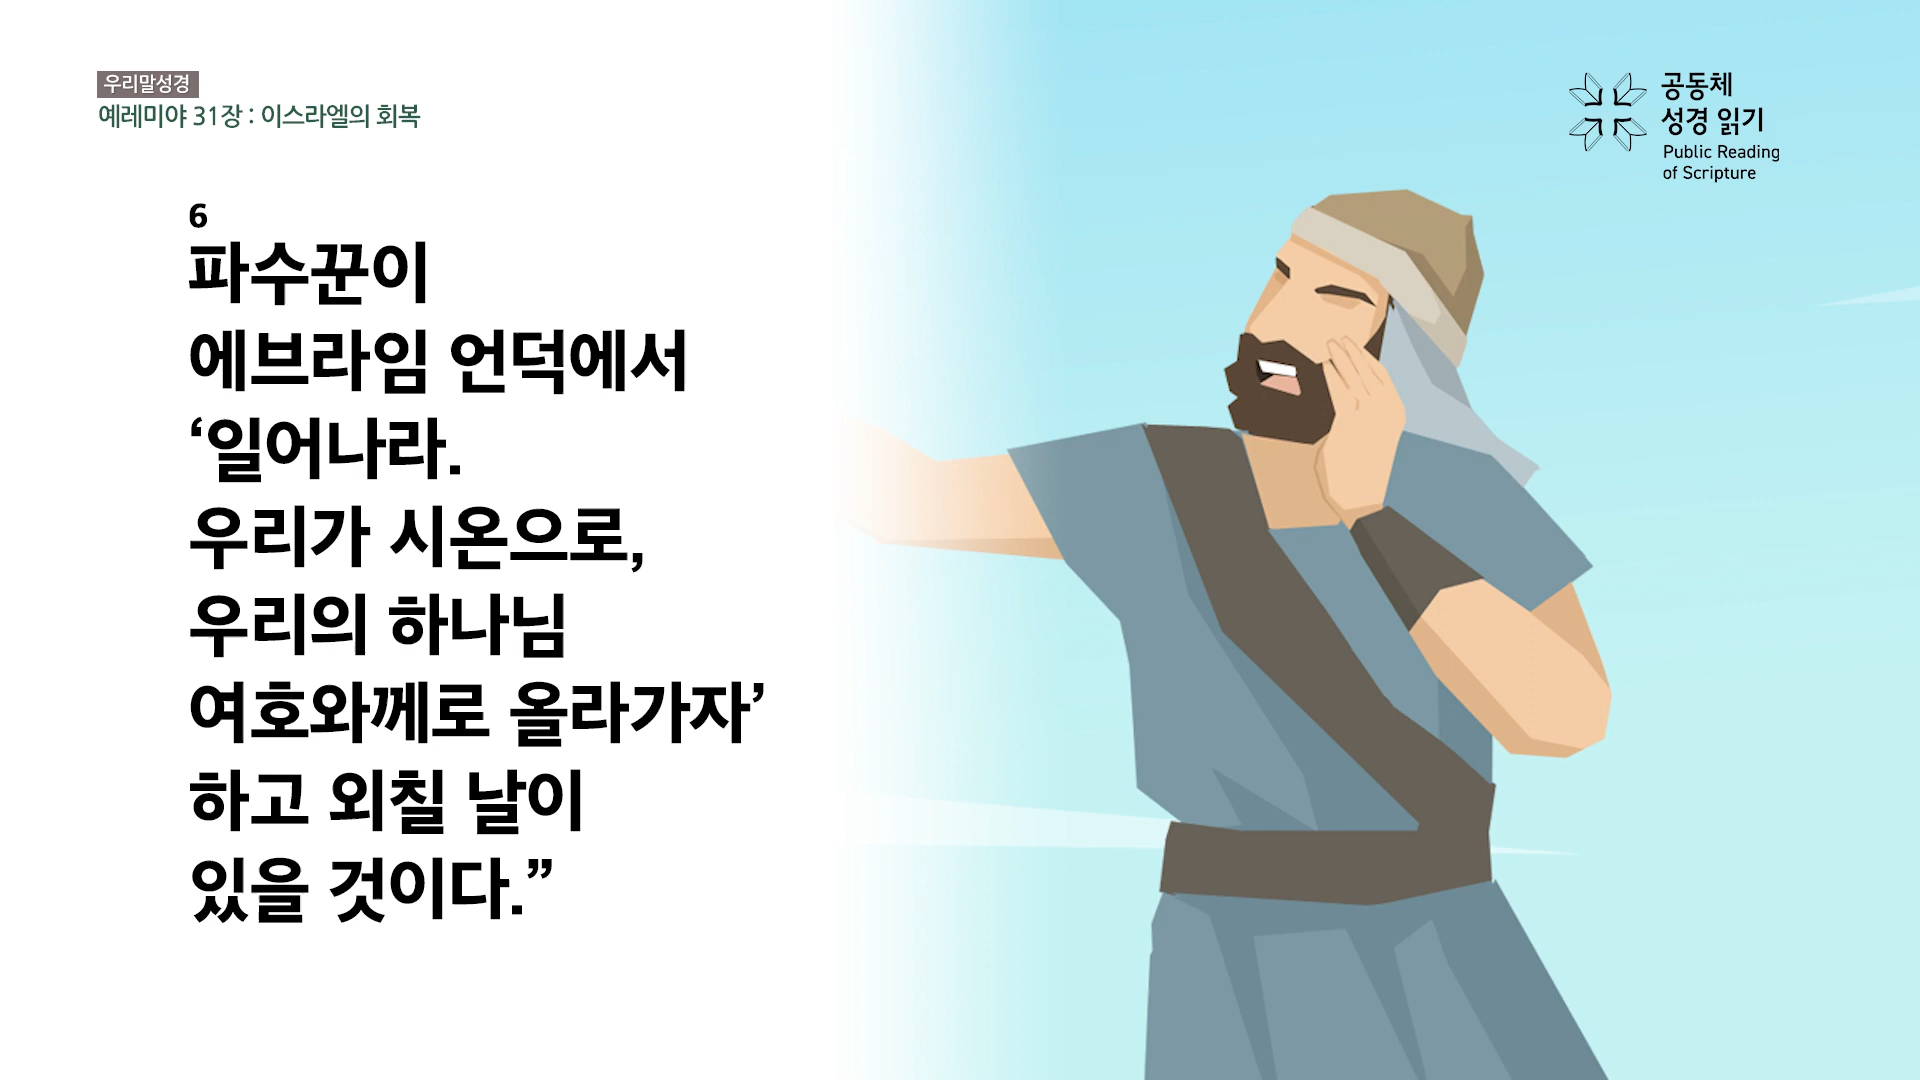 우리말성경
예레미야 31장 : 이스라엘의 회복
공동체
성경 읽기
Public Reading
of Scripture
6
파수꾼이
에브라임 언덕에서
‘일어나라.
우리가 시온으로,
우리의 하나님
여호와께로 올라가자’
하고 외칠 날이
있을 것이다.”